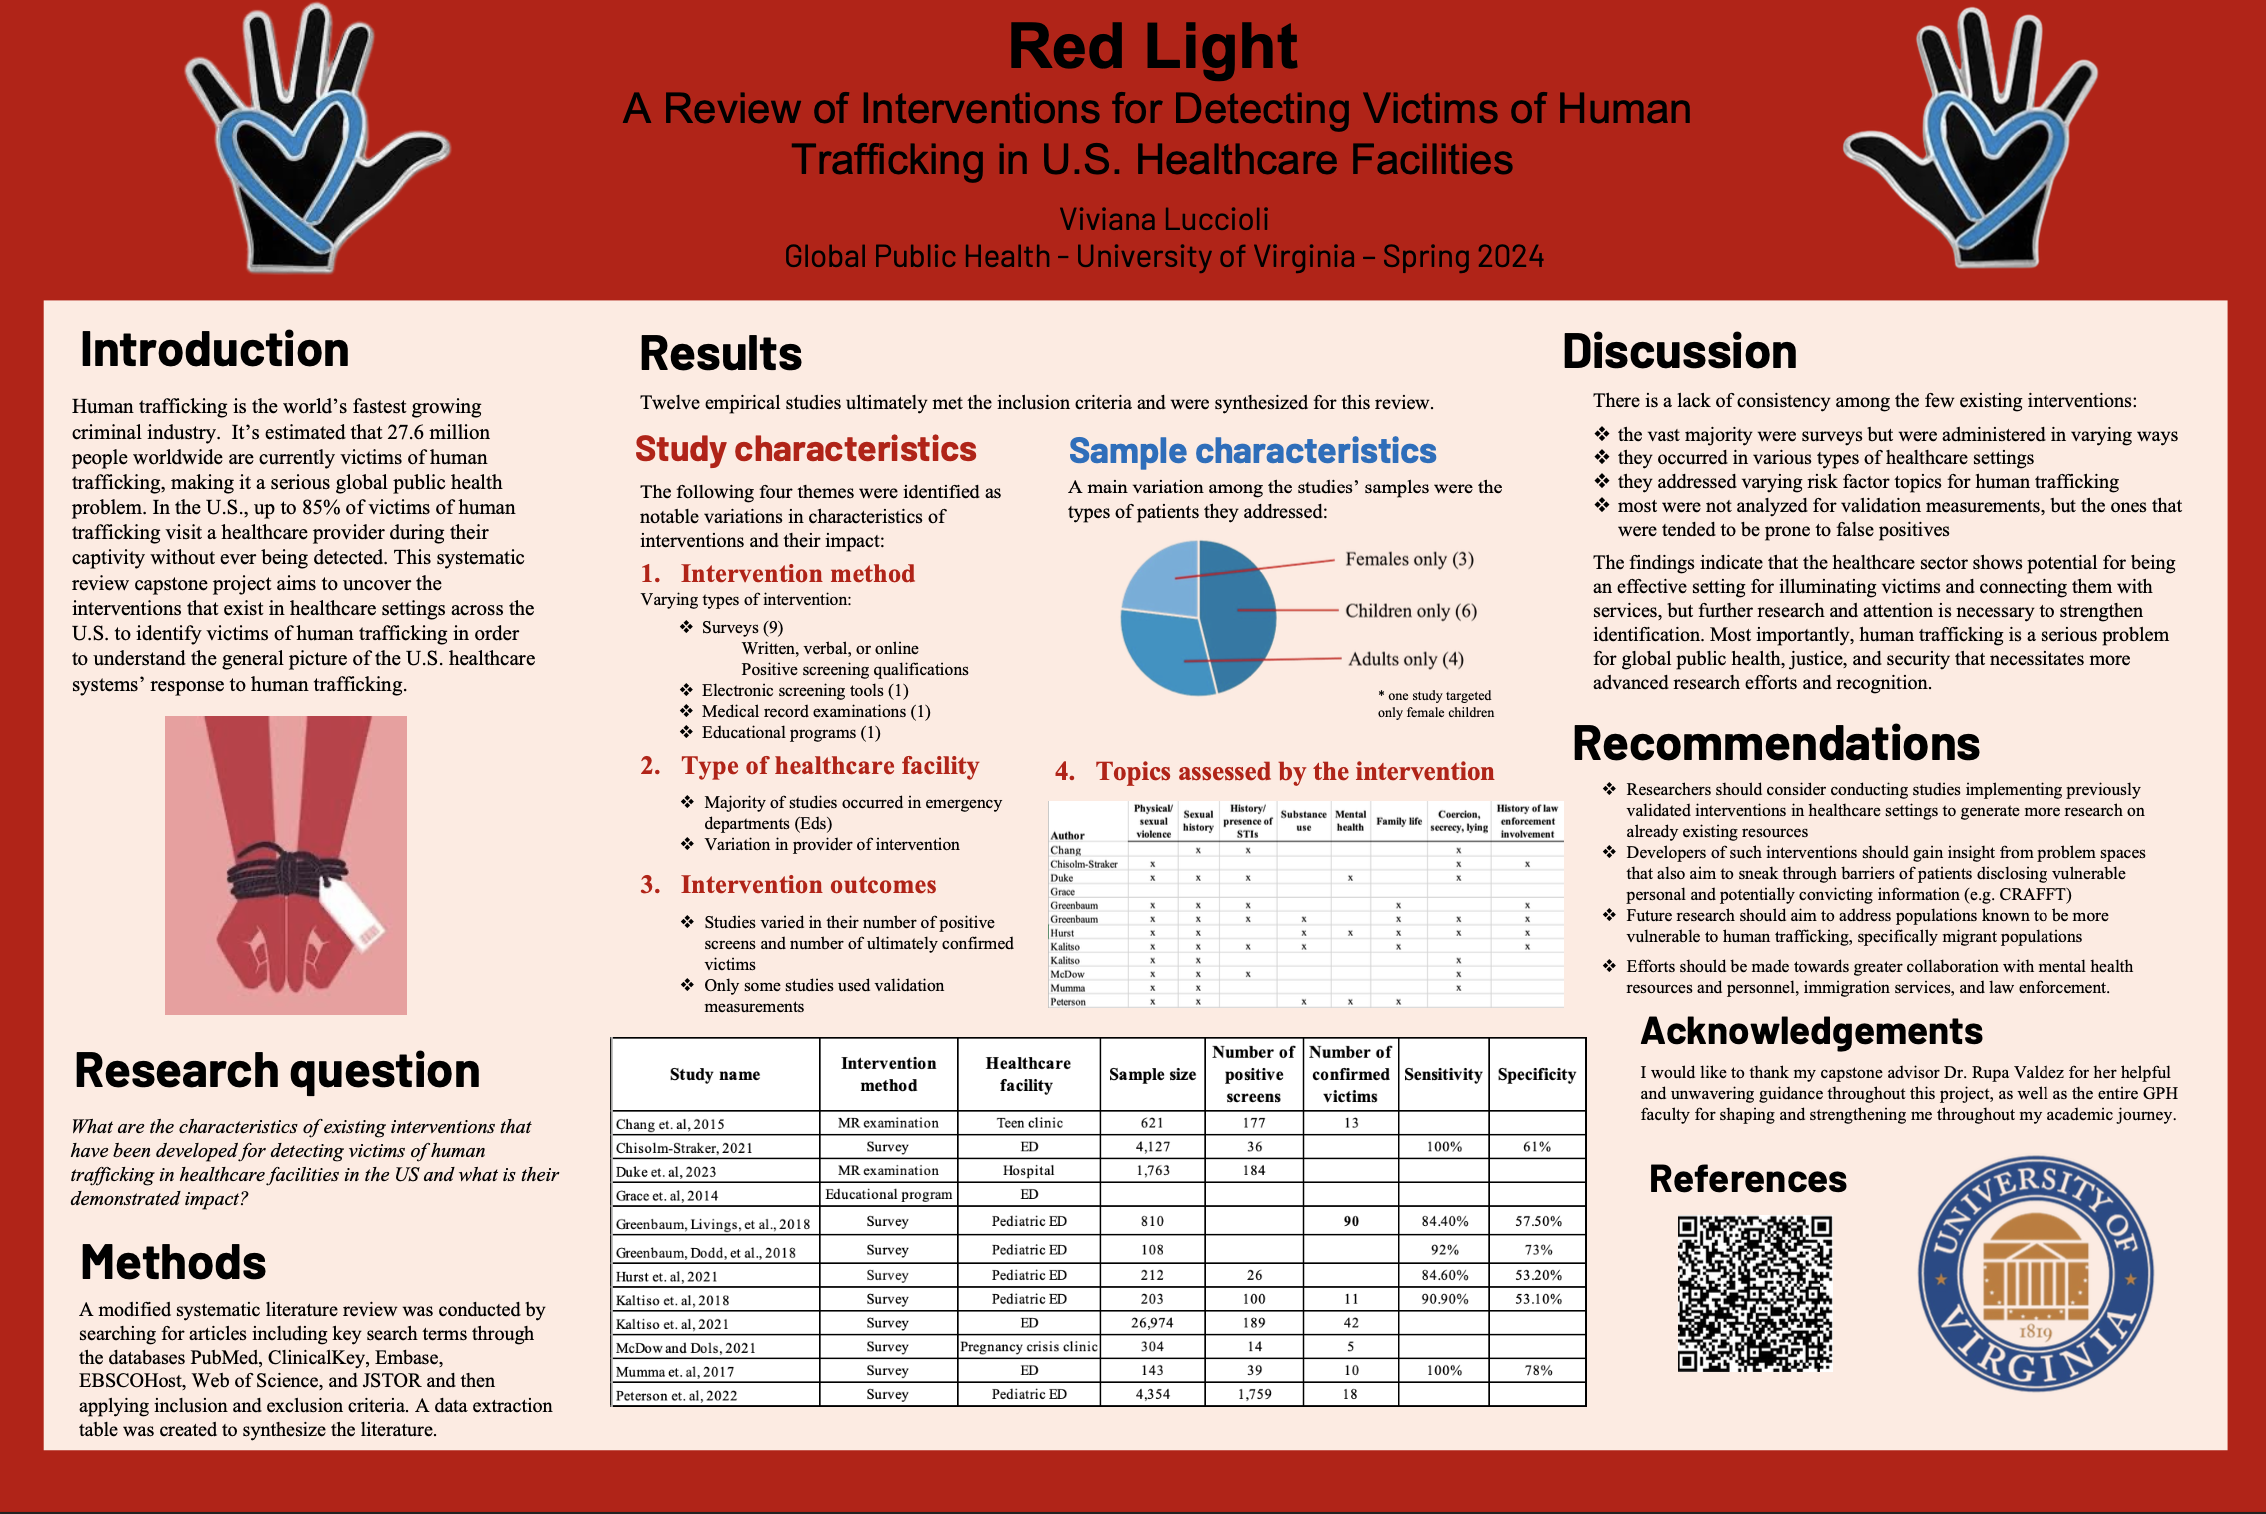 Red Light
A Review of Interventions for Detecting Victims of Human
Trafficking in U.S. Healthcare Facilities
Viviana Luccioli
Global Public Health - University of Virginia – Spring 2024
Introduction
Human trafficking is the world's fastest growing
criminal industry. It's estimated that 27.6 million
people worldwide are currently victims of human
trafficking, making it a serious global public health
problem. In the U.S., up to 85% of victims of human
trafficking visit a healthcare provider during their
captivity without ever being detected. This systematic
review capstone project aims to uncover the
interventions that exist in healthcare settings across the
U.S. to identify victims of human trafficking in order
to understand the general picture of the U.S. healthcare
systems' response to human trafficking.
Research question
What are the characteristics of existing interventions that
have been developed for detecting victims of human
trafficking in healthcare facilities in the US and what is their
demonstrated impact?
Methods
A modified systematic literature review was conducted by
searching for articles including key search terms through
the databases PubMed, ClinicalKey, Embase,
EBSCOHost, Web of Science, and JSTOR and then
applying inclusion and exclusion criteria. A data extraction
table was created to synthesize the literature.
Results
Twelve empirical studies ultimately met the inclusion criteria and were synthesized for this review.
Study characteristics
The following four themes were identified as
notable variations in characteristics of
interventions and their impact:
1. Intervention method
Varying types of intervention:
❖ Surveys (9)
Written, verbal, or online
Positive screening qualifications
❖ Electronic screening tools (1)
❖ Medical record examinations (1)
❖ Educational programs (1)
2. Type of healthcare facility
❖ Majority of studies occurred in emergency
departments (Eds)
❖ Variation in provider of intervention
3. Intervention outcomes
❖ Studies varied in their number of positive
screens and number of ultimately confirmed
victims
❖ Only some studies used validation
measurements
Sample characteristics
A main variation among the studies' samples were the
types of patients they addressed:
Females only (3)
Children only (6)
Adults only (4)
* one study targeted
only female children
4. Topics assessed by the intervention
Author Physical/ sexual violence Sexual history History/ presence of STIs Substance use Mental health Family life Coercion, secrecy, lying History of law enforcement involvement
Chang x x x
Chisolm-Straker x x x
Duke x x x x x
Grace
Greenbaum x x x x x
Greenbaum x x x x x x x
Hurst x x x x x x x
Kalitso x x x x x x
Kalitso x x x
McDow x x x x
Mumma x x x
Peterson x x x x x
Study name Intervention method Healthcare facility Sample size Number of positive screens Number of confirmed victims Sensitivity Specificity
Chang et. al, 2015 MR examination Teen clinic 621 177 13
Chisolm-Straker, 2021 Survey ED 4,127 36 100% 61%
Duke et. al, 2023 MR examination Hospital 1,763 184
Grace et. al, 2014 Educational program ED
Greenbaum, Livings, et al., 2018 Survey Pediatric ED 810 90 84.40% 57.50%
Greenbaum, Dodd, et al., 2018 Survey Pediatric ED 108 92% 73%
Hurst et. al, 2021 Survey Pediatric ED 212 26 84.60% 53.20%
Kaltiso et. al, 2018 Survey Pediatric ED 203 100 11 90.90% 53.10%
Kaltiso et. al, 2021 Survey ED 26,974 189 42
McDow and Dols, 2021 Survey Pregnancy crisis clinic 304 14 5
Mumma et. al, 2017 Survey ED 143 39 10 100% 78%
Peterson et. al, 2022 Survey Pediatric ED 4,354 1,759 18
Discussion
There is a lack of consistency among the few existing interventions:
❖ the vast majority were surveys but were administered in varying ways
❖ they occurred in various types of healthcare settings
❖ they addressed varying risk factor topics for human trafficking
❖ most were not analyzed for validation measurements, but the ones that
were tended to be prone to false positives
The findings indicate that the healthcare sector shows potential for being
an effective setting for illuminating victims and connecting them with
services, but further research and attention is necessary to strengthen
identification. Most importantly, human trafficking is a serious problem
for global public health, justice, and security that necessitates more
advanced research efforts and recognition.
Recommendations
❖ Researchers should consider conducting studies implementing previously
validated interventions in healthcare settings to generate more research on
already existing resources
❖ Developers of such interventions should gain insight from problem spaces
that also aim to sneak through barriers of patients disclosing vulnerable
personal and potentially convicting information (e.g. CRAFFT)
❖ Future research should aim to address populations known to be more
vulnerable to human trafficking, specifically migrant populations
❖ Efforts should be made towards greater collaboration with mental health
resources and personnel, immigration services, and law enforcement.
Acknowledgements
I would like to thank my capstone advisor Dr. Rupa Valdez for her helpful
and unwavering guidance throughout this project, as well as the entire GPH
faculty for shaping and strengthening me throughout my academic journey.
References
UNIVERSITY OF
VIRGINIA
1819